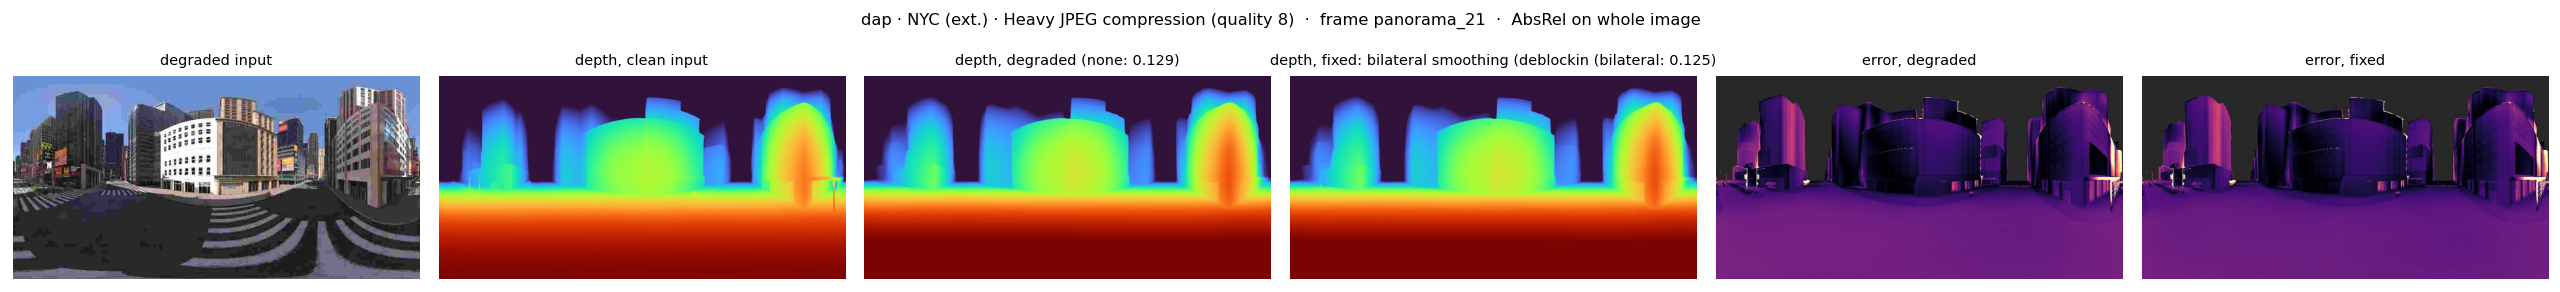 dap · NYC (ext.) · Heavy JPEG compression (quality 8)  ·  frame panorama_21  ·  AbsRel on whole image
degraded input
depth, clean input
depth, degraded (none: 0.129)
depth, fixed: bilateral smoothing (deblockin (bilateral: 0.125)
error, degraded
error, fixed